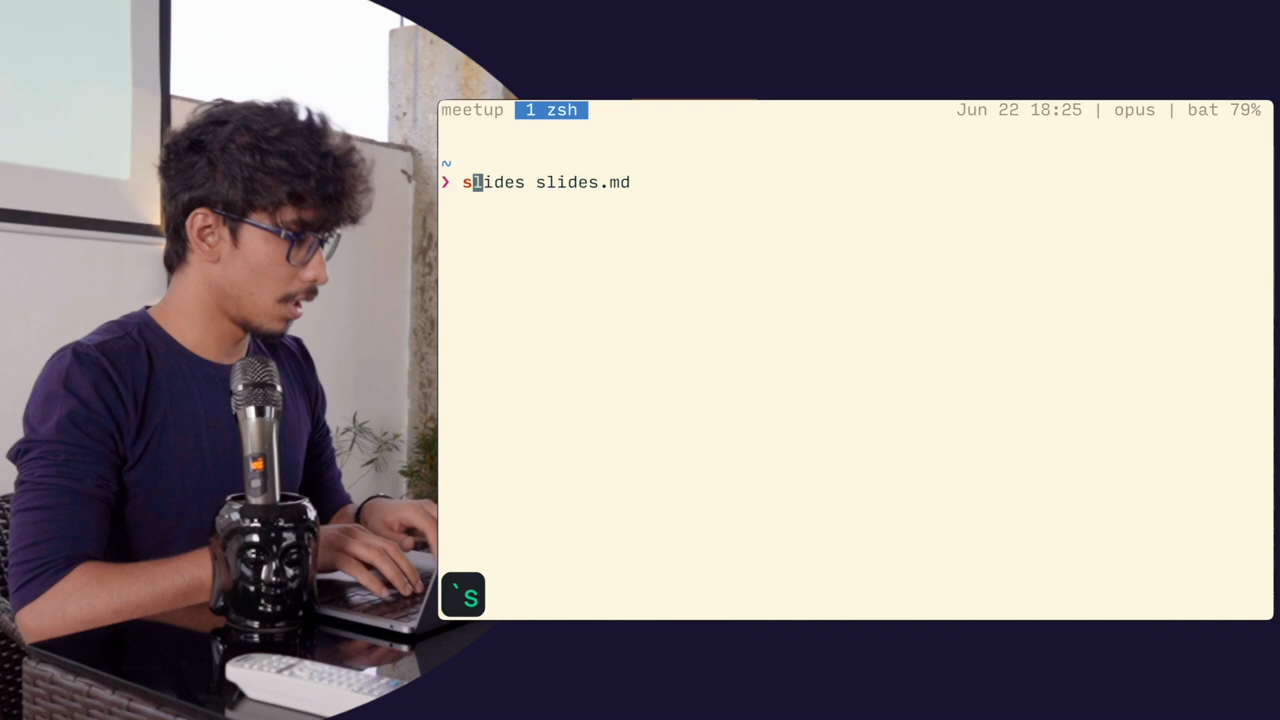 meetup 1 zsh Jun 22 18:25 | opus | bat 79%
~
❯ slides slides.md
`s